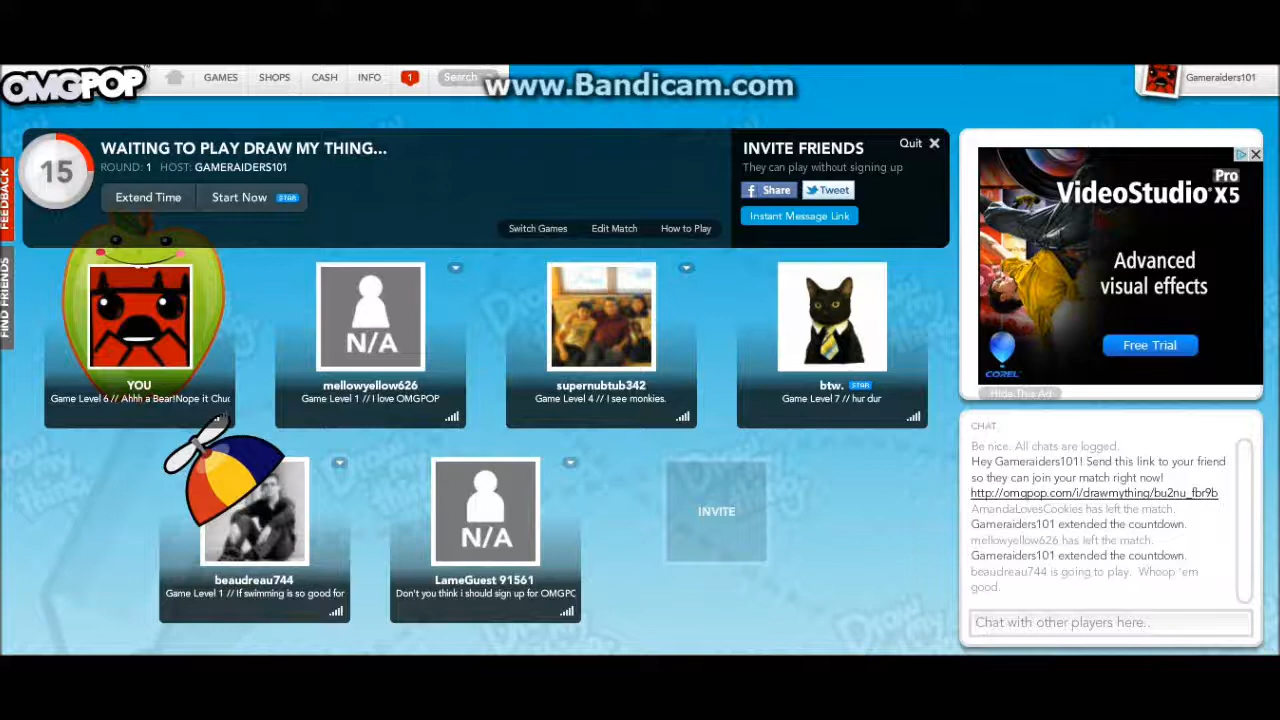 OMGPOP
GAMES
SHOPS
CASH
INFO
1
Search
www.Bandicam.com
Gameraiders101
FEEDBACK
FIND FRIENDS
15
WAITING TO PLAY DRAW MY THING...
ROUND: 1 HOST: GAMERAIDERS101
Extend Time
Start Now STAR
Switch Games
Edit Match
How to Play
INVITE FRIENDS
Quit
They can play without signing up
f Share
Tweet
Instant Message Link
YOU
Game Level 6 // Ahhh a Bear!Nope it Chuc
N/A
mellowyellow626
Game Level 1 // I love OMGPOP
supernubtub342
Game Level 4 // I see monkies.
btw. STAR
Game Level 7 // hur dur
beaudreau744
Game Level 1 // If swimming is so good for
N/A
LameGuest 91561
Don't you think i should sign up for OMGPC
INVITE
Pro
VideoStudio X5
Advanced
visual effects
Free Trial
COREL
Hide This Ad
CHAT
Be nice. All chats are logged.
Hey Gameraiders101! Send this link to your friend
so they can join your match right now!
http://omgpop.com/i/drawmything/bu2nu_fbr9b
AmandaLovesCookies has left the match.
Gameraiders101 extended the countdown.
mellowyellow626 has left the match.
Gameraiders101 extended the countdown.
beaudreau744 is going to play. Whoop 'em
good.
Chat with other players here..